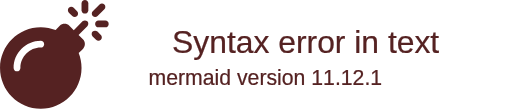 Syntax error in text
mermaid version 11.12.1